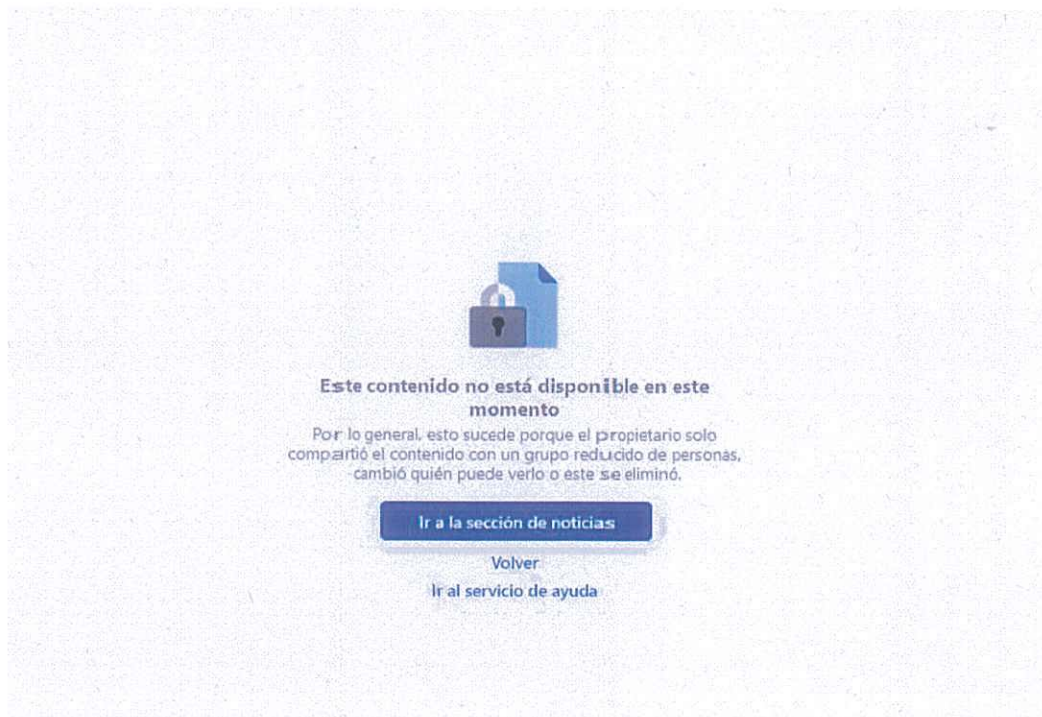 Este contenido no está disponible en este
momento
Por lo general, esto sucede porque el propietario solo
compartió el contenido con un grupo reducido de personas,
cambió quién puede verlo o este se eliminó.
Ir a la sección de noticias
Volver
Ir al servicio de ayuda